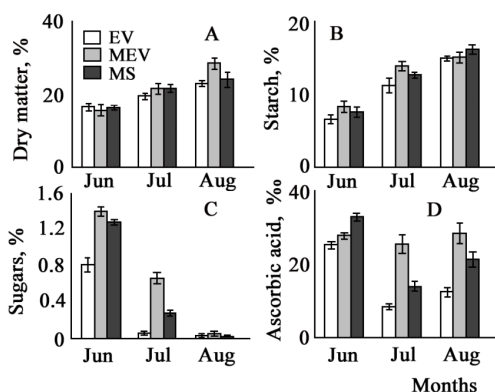 EV
MEV
MS
A
Dry matter, %
40
20
0
Jun Jul Aug
B
Starch, %
20
10
0
Jun Jul Aug
C
Sugars, %
1.6
1.2
0.8
0.4
0
Jun Jul Aug
D
Ascorbic acid, ‰
40
20
0
Jun Jul Aug
Months